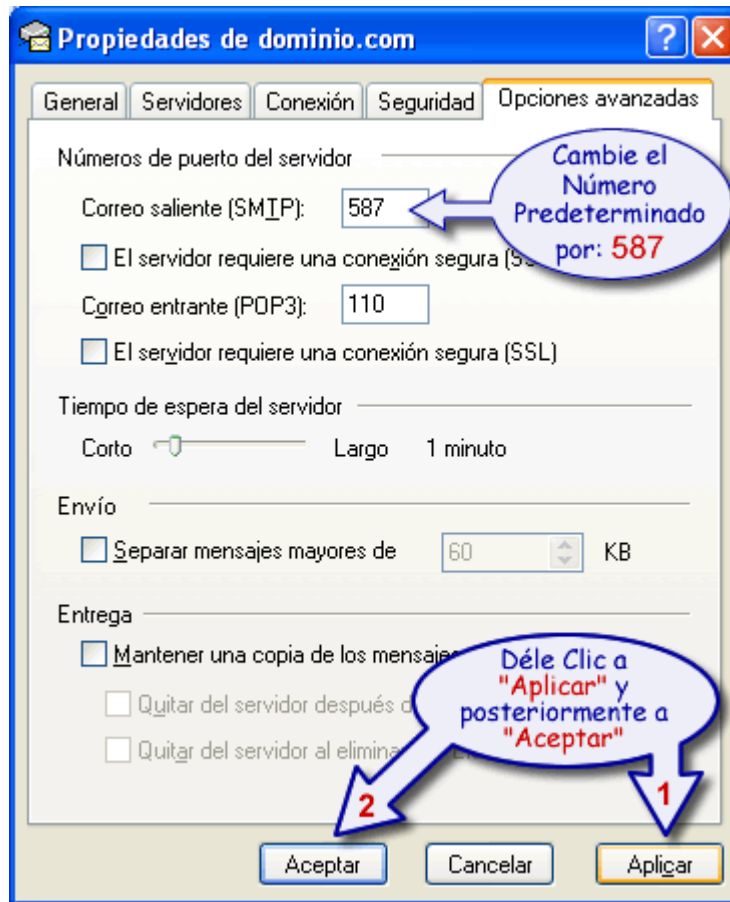 Propiedades de dominio.com
General Servidores Conexión Seguridad Opciones avanzadas
Números de puerto del servidor
Cambie el
Número
Predeterminado
por: 587
Correo saliente (SMTP): 587
El servidor requiere una conexión segura
Correo entrante (POP3): 110
El servidor requiere una conexión segura (SSL)
Tiempo de espera del servidor
Corto Largo 1 minuto
Envío
Separar mensajes mayores de 60 KB
Entrega
Mantener una copia de los mensajes
Déle Clic a
"Aplicar" y
posteriormente a
"Aceptar"
Quitar del servidor después
Quitar del servidor al
2 1
Aceptar Cancelar Aplicar